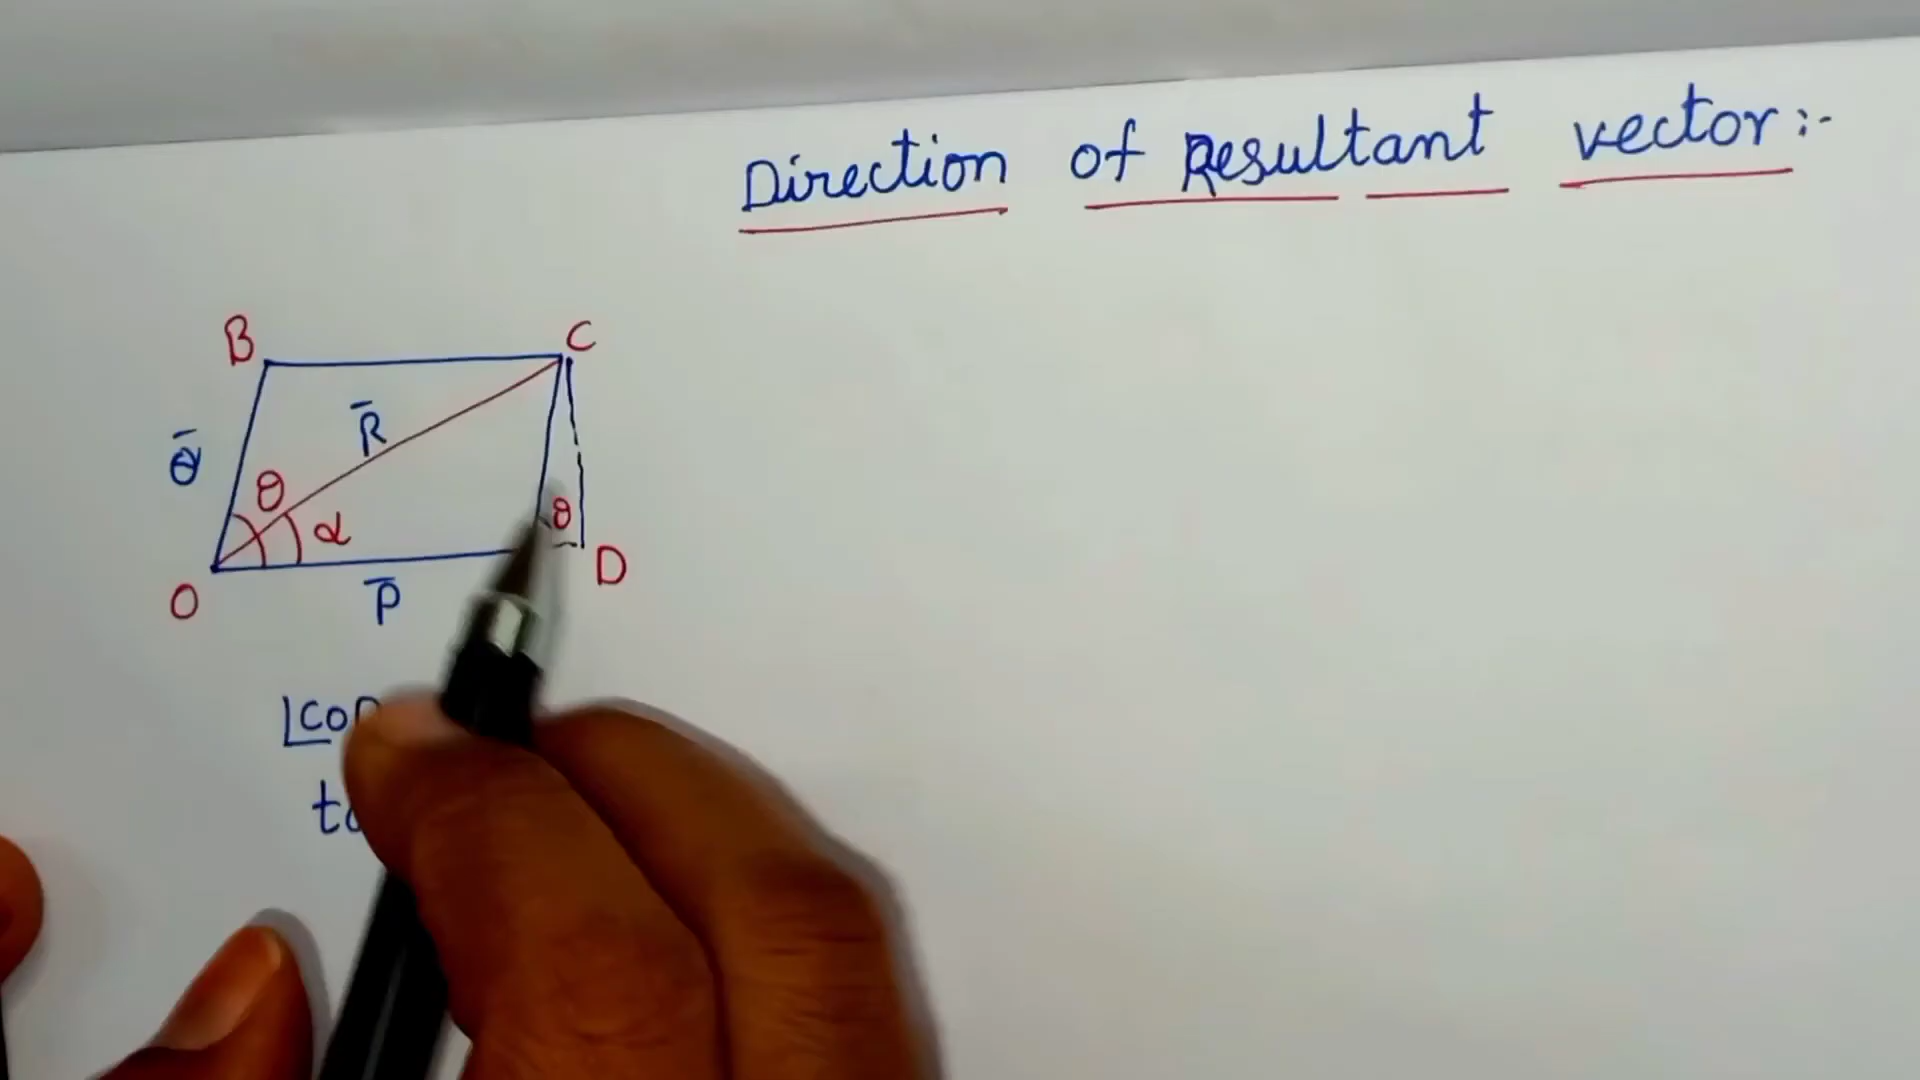 Direction of Resultant vector:-
B
C
R̄
Q̄
θ
α
θ
D
O
P̄